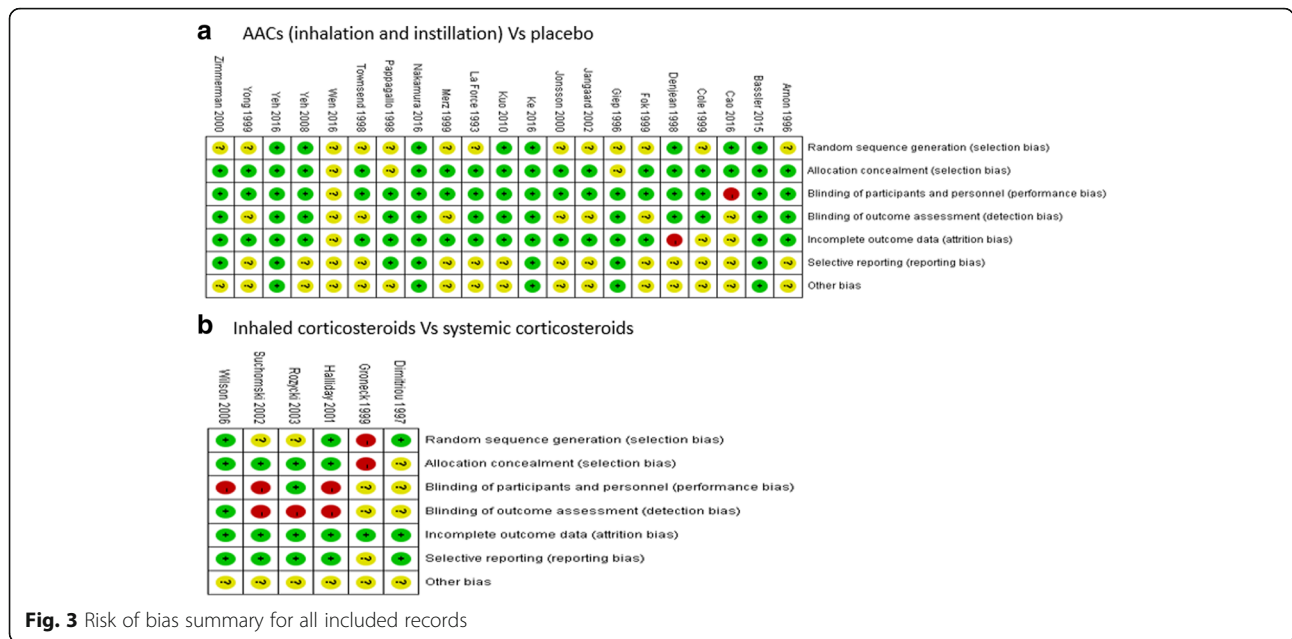 a AACs (inhalation and instillation) Vs placebo
Zimmerman 2000
Yong 1999
Yeh 2016
Yeh 2008
Wen 2016
Townsend 1998
Pappagallo 1998
Nakamura 2016
Merz 1999
La Force 1993
Kuo 2010
Ke 2016
Jonsson 2000
Jangaard 2002
Giep 1996
Fok 1999
Denjean 1998
Cole 1999
Cao 2016
Bassler 2015
Arnon 1996
? ? + + ? ? ? + ? ? + + ? ? ? ? + ? + + ? Random sequence generation (selection bias)
+ + + + ? + ? + + + + + + + ? + + + + + + Allocation concealment (selection bias)
+ + + + ? + + + + + + + + + + + + + - + + Blinding of participants and personnel (performance bias)
+ ? + + ? ? + + ? + + + ? ? + ? + + ? + + Blinding of outcome assessment (detection bias)
+ + + + ? + + + + + + + + + + + - ? ? + + Incomplete outcome data (attrition bias)
+ ? + ? ? ? + + ? ? ? + ? ? + ? ? ? ? + ? Selective reporting (reporting bias)
? ? + ? ? ? ? + ? ? ? + ? ? + ? ? ? ? + ? Other bias
b Inhaled corticosteroids Vs systemic corticosteroids
Wilson 2006
Suchomski 2002
Rozycki 2003
Halliday 2001
Groneck 1999
Dimitriou 1997
+ ? ? + - + Random sequence generation (selection bias)
+ + + + - ? Allocation concealment (selection bias)
- - + - ? ? Blinding of participants and personnel (performance bias)
+ - - - ? ? Blinding of outcome assessment (detection bias)
+ + + + + + Incomplete outcome data (attrition bias)
+ + + + ? + Selective reporting (reporting bias)
? ? ? ? ? ? Other bias
Fig. 3 Risk of bias summary for all included records